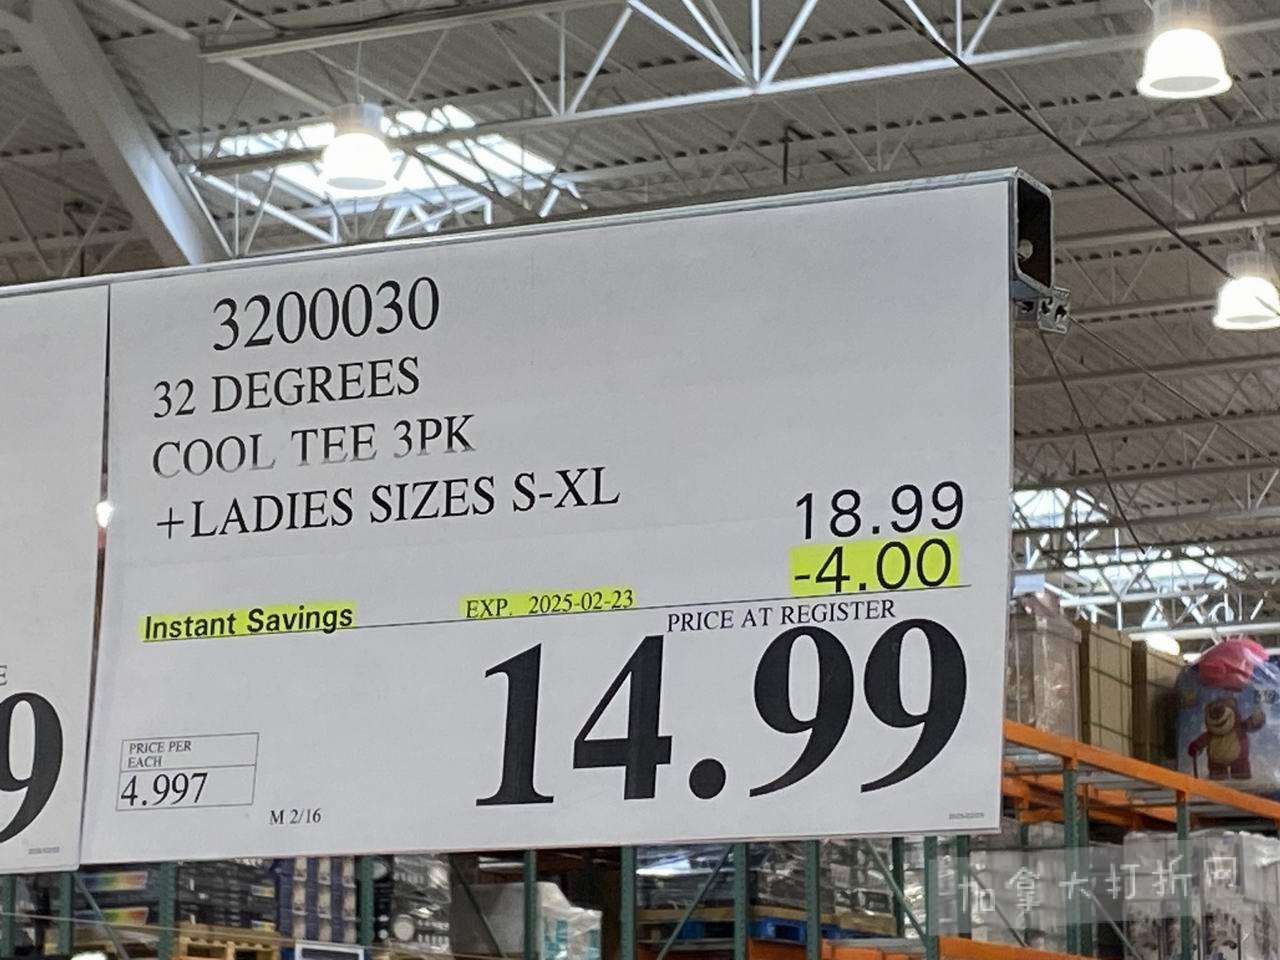 3200030
32 DEGREES
COOL TEE 3PK
+LADIES SIZES S-XL
18.99
-4.00
Instant Savings
EXP. 2025-02-23
PRICE AT REGISTER
14.99
PRICE PER
EACH
4.997
M 2/16
E
9
加拿大打折网